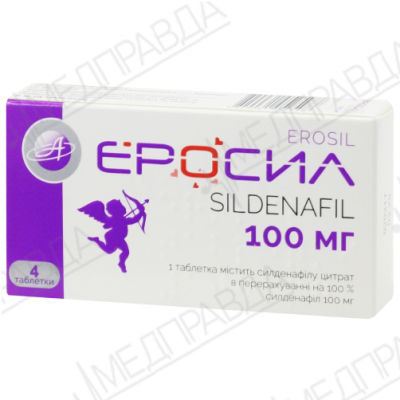 МЕДПРАВДА
EROSIL
ЕРОСИЛ
SILDENAFIL
100 МГ
1 таблетка містить силденафілу цитрат
в перерахуванні на 100 %
силденафіл 100 мг
4
таблетки
МЕДПРАВДА